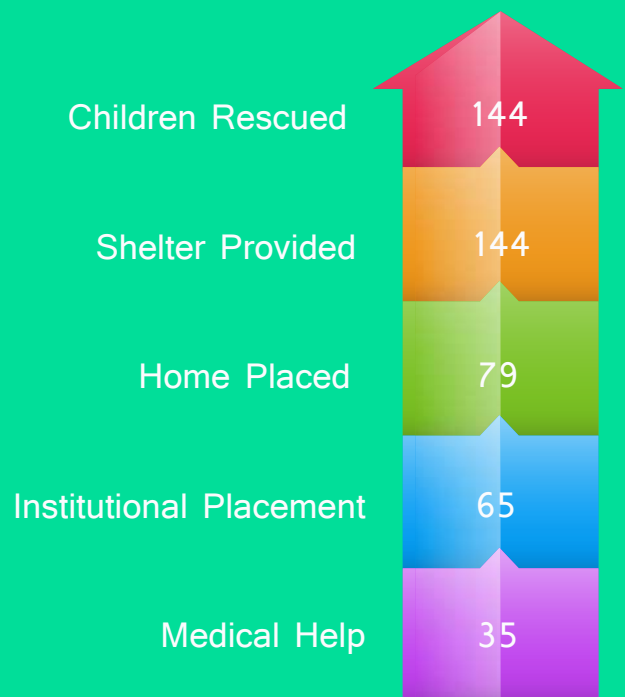 Children Rescued 144
Shelter Provided 144
Home Placed 79
Institutional Placement 65
Medical Help 35